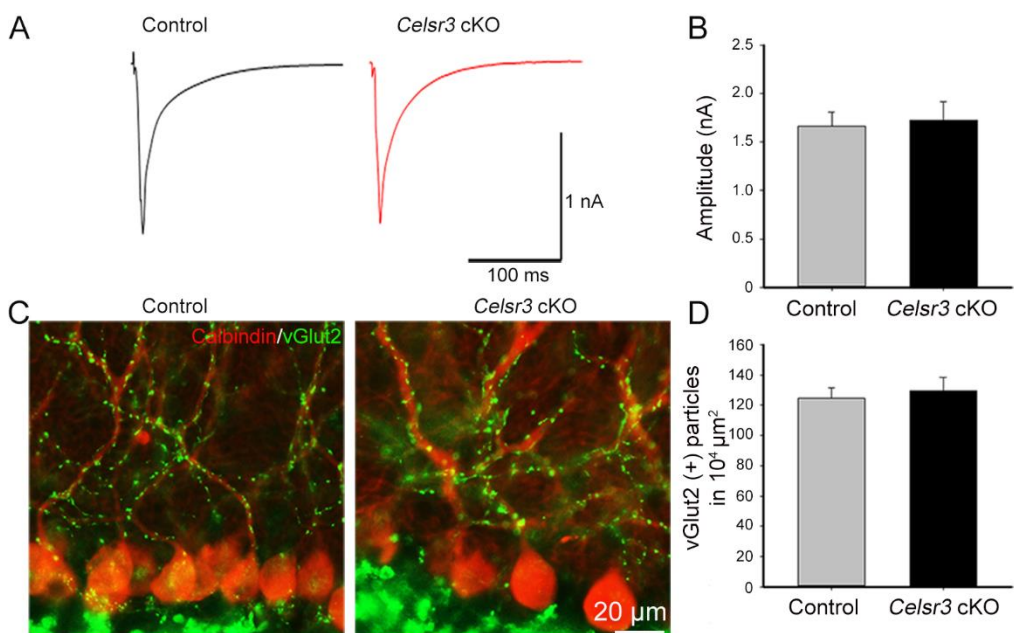 A
Control
Celsr3 cKO
1 nA
100 ms
B
Amplitude (nA)
2.5
2.0
1.5
1.0
0.5
0
Control
Celsr3 cKO
C
Control
Celsr3 cKO
Calbindin/vGlut2
20 µm
D
vGlut2 (+) particles
in 10⁴ µm²
160
140
120
100
80
60
40
20
0
Control
Celsr3 cKO